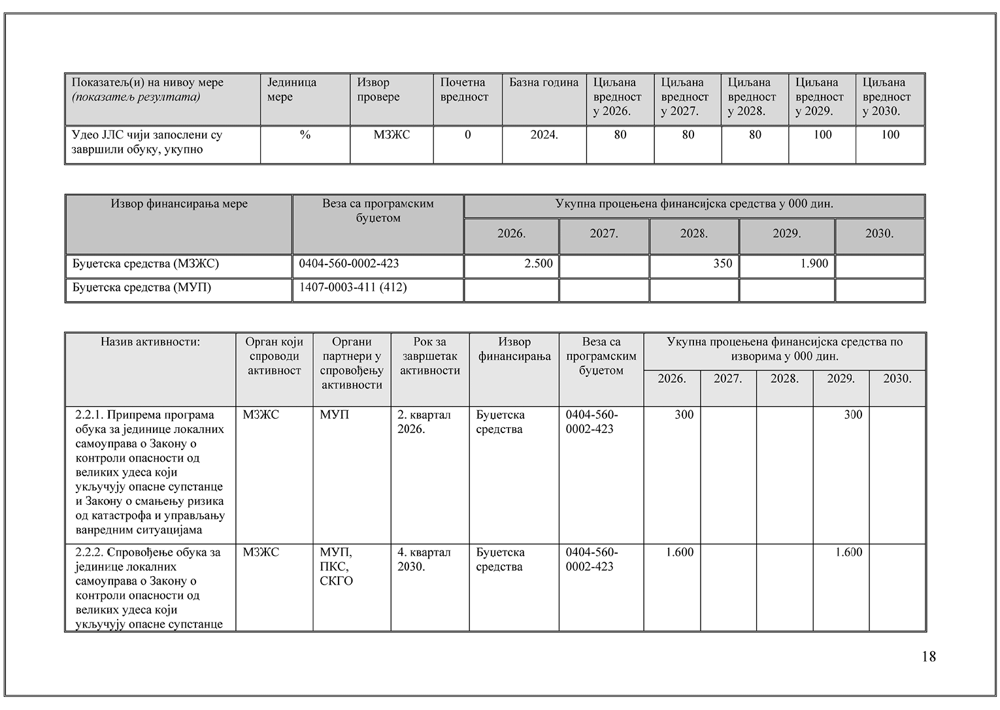 Показатељ(и) на нивоу мере
(показатељ резултата)
Јединица
мере
Извор
провере
Почетна
вредност
Базна година
Циљана
вредност
у 2026.
Циљана
вредност
у 2027.
Циљана
вредност
у 2028.
Циљана
вредност
у 2029.
Циљана
вредност
у 2030.
Удео ЈЛС чији запослени су
завршили обуку, укупно
%
МЗЖС
0
2024.
80
80
80
100
100
Извор финансирања мере
Веза са програмским
буџетом
Укупна процењена финансијска средства у 000 дин.
2026.
2027.
2028.
2029.
2030.
Буџетска средства (МЗЖС)
0404-560-0002-423
2.500
350
1.900
Буџетска средства (МУП)
1407-0003-411 (412)
Назив активности:
Орган који
спроводи
активност
Органи
партнери у
спровођењу
активности
Рок за
завршетак
активности
Извор
финансирања
Веза са
програмским
буџетом
Укупна процењена финансијска средства по
изворима у 000 дин.
2026.
2027.
2028.
2029.
2030.
2.2.1. Припрема програма
обука за јединице локалних
самоуправа о Закону о
контроли опасности од
великих удеса који
укључују опасне супстанце
и Закону о смањењу ризика
од катастрофа и управљању
ванредним ситуацијама
МЗЖС
МУП
2. квартал
2026.
Буџетска
средства
0404-560-
0002-423
300
300
2.2.2. Спровођење обука за
јединице локалних
самоуправа о Закону о
контроли опасности од
великих удеса који
укључују опасне супстанце
МЗЖС
МУП,
ПКС,
СКГО
4. квартал
2030.
Буџетска
средства
0404-560-
0002-423
1.600
1.600
18